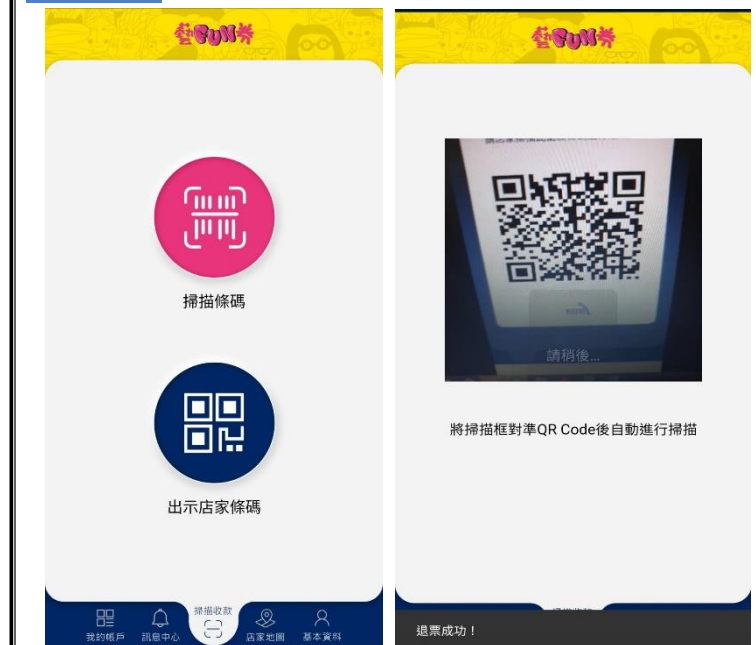 藝FUN券
掃描條碼
出示店家條碼
我的帳戶
訊息中心
掃描收款
店家地圖
基本資料
藝FUN券
請稍後...
將掃描框對準QR Code後自動進行掃描
退票成功！